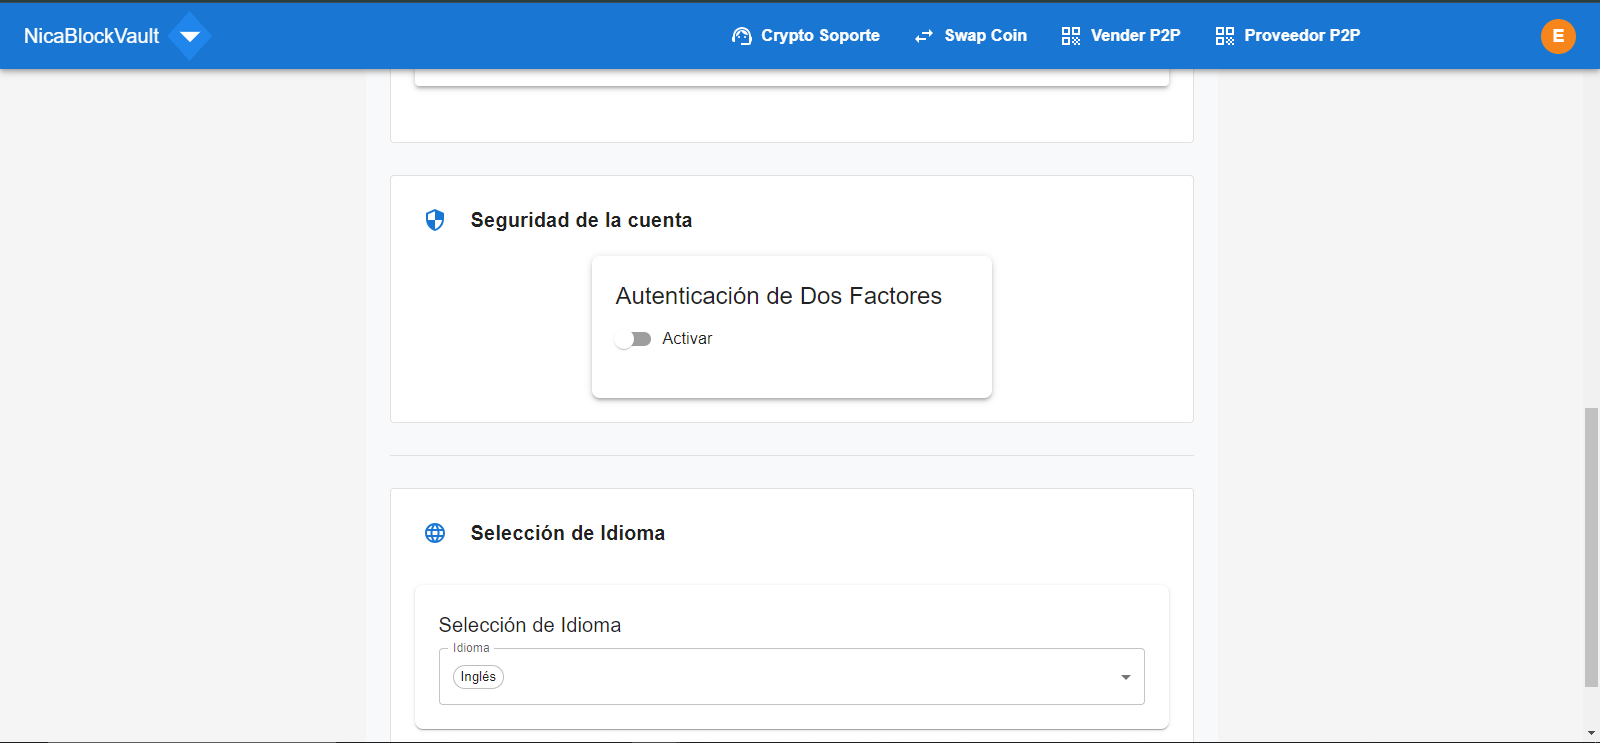 NicaBlockVault
Crypto Soporte
Swap Coin
Vender P2P
Proveedor P2P
E
Seguridad de la cuenta
Autenticación de Dos Factores
Activar
Selección de Idioma
Selección de Idioma
Idioma
Inglés